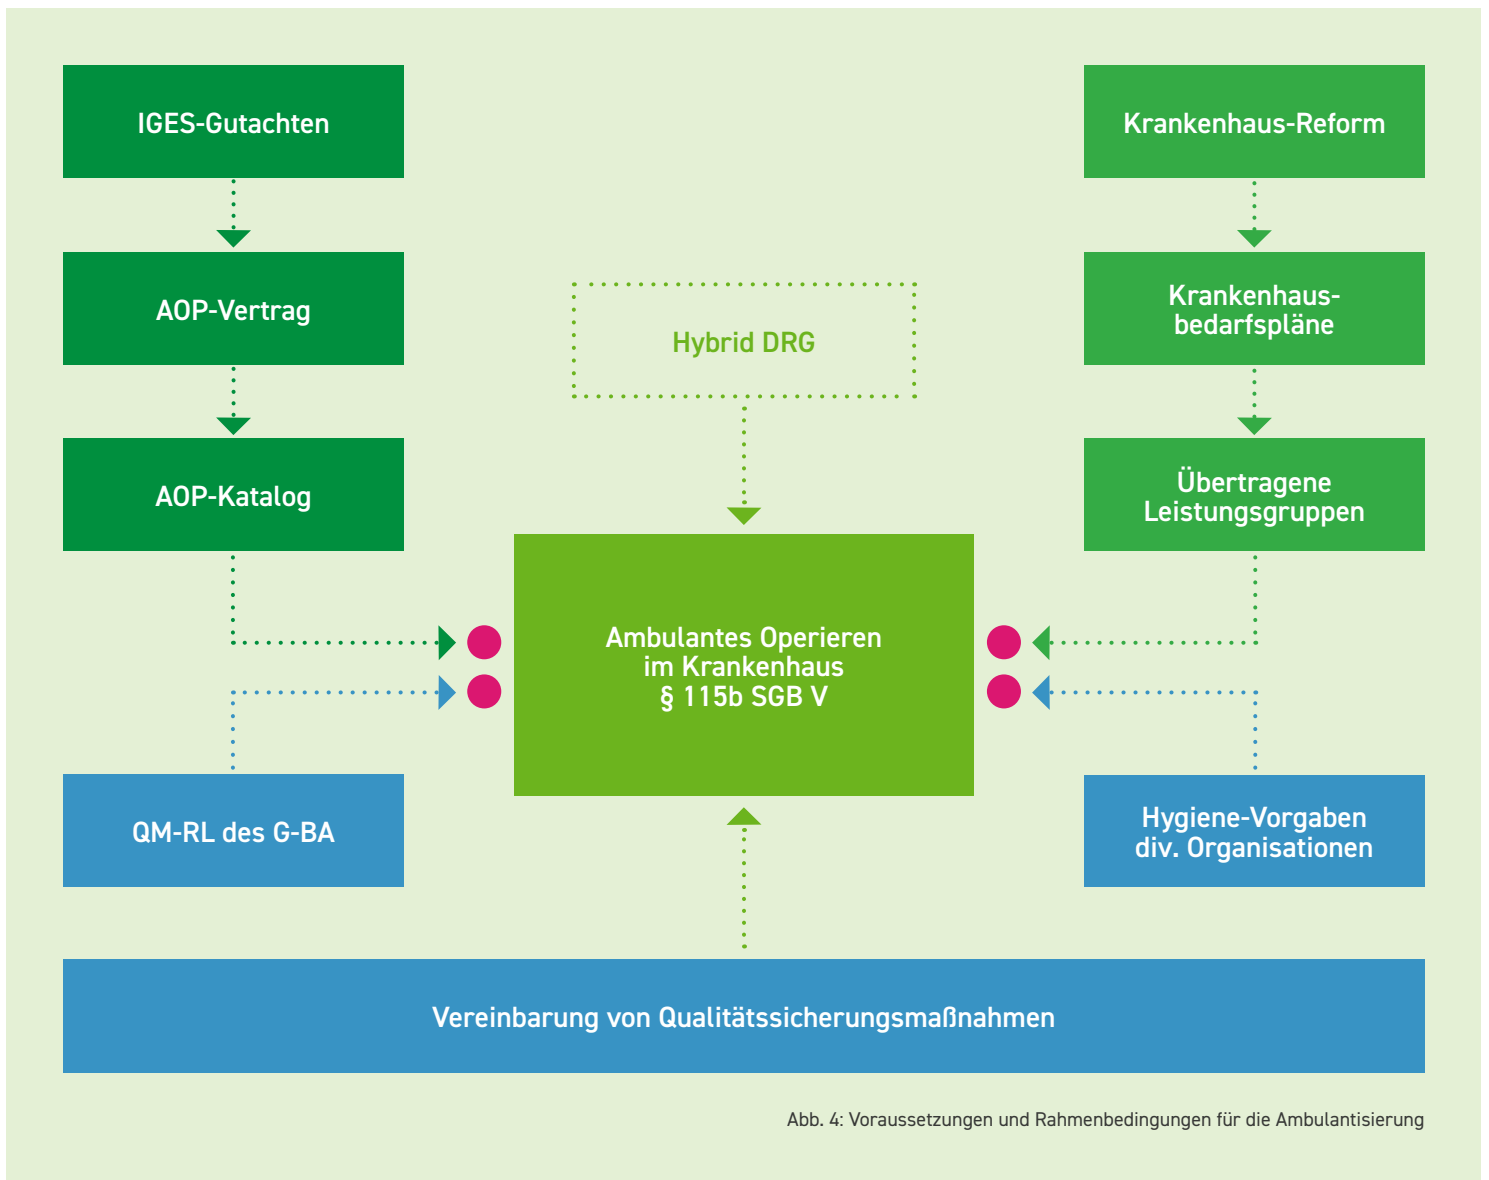 IGES-Gutachten
Krankenhaus-Reform
AOP-Vertrag
Krankenhaus-
bedarfspläne
Hybrid DRG
AOP-Katalog
Übertragene
Leistungsgruppen
Ambulantes Operieren
im Krankenhaus
§ 115b SGB V
QM-RL des G-BA
Hygiene-Vorgaben
div. Organisationen
Vereinbarung von Qualitätssicherungsmaßnahmen
Abb. 4: Voraussetzungen und Rahmenbedingungen für die Ambulantisierung